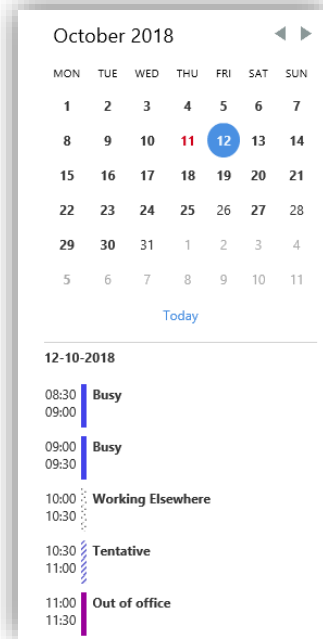 October 2018
MON TUE WED THU FRI SAT SUN
1 2 3 4 5 6 7
8 9 10 11 12 13 14
15 16 17 18 19 20 21
22 23 24 25 26 27 28
29 30 31 1 2 3 4
5 6 7 8 9 10 11
Today
12-10-2018
08:30 Busy
09:00
09:00 Busy
09:30
10:00 Working Elsewhere
10:30
10:30 Tentative
11:00
11:00 Out of office
11:30